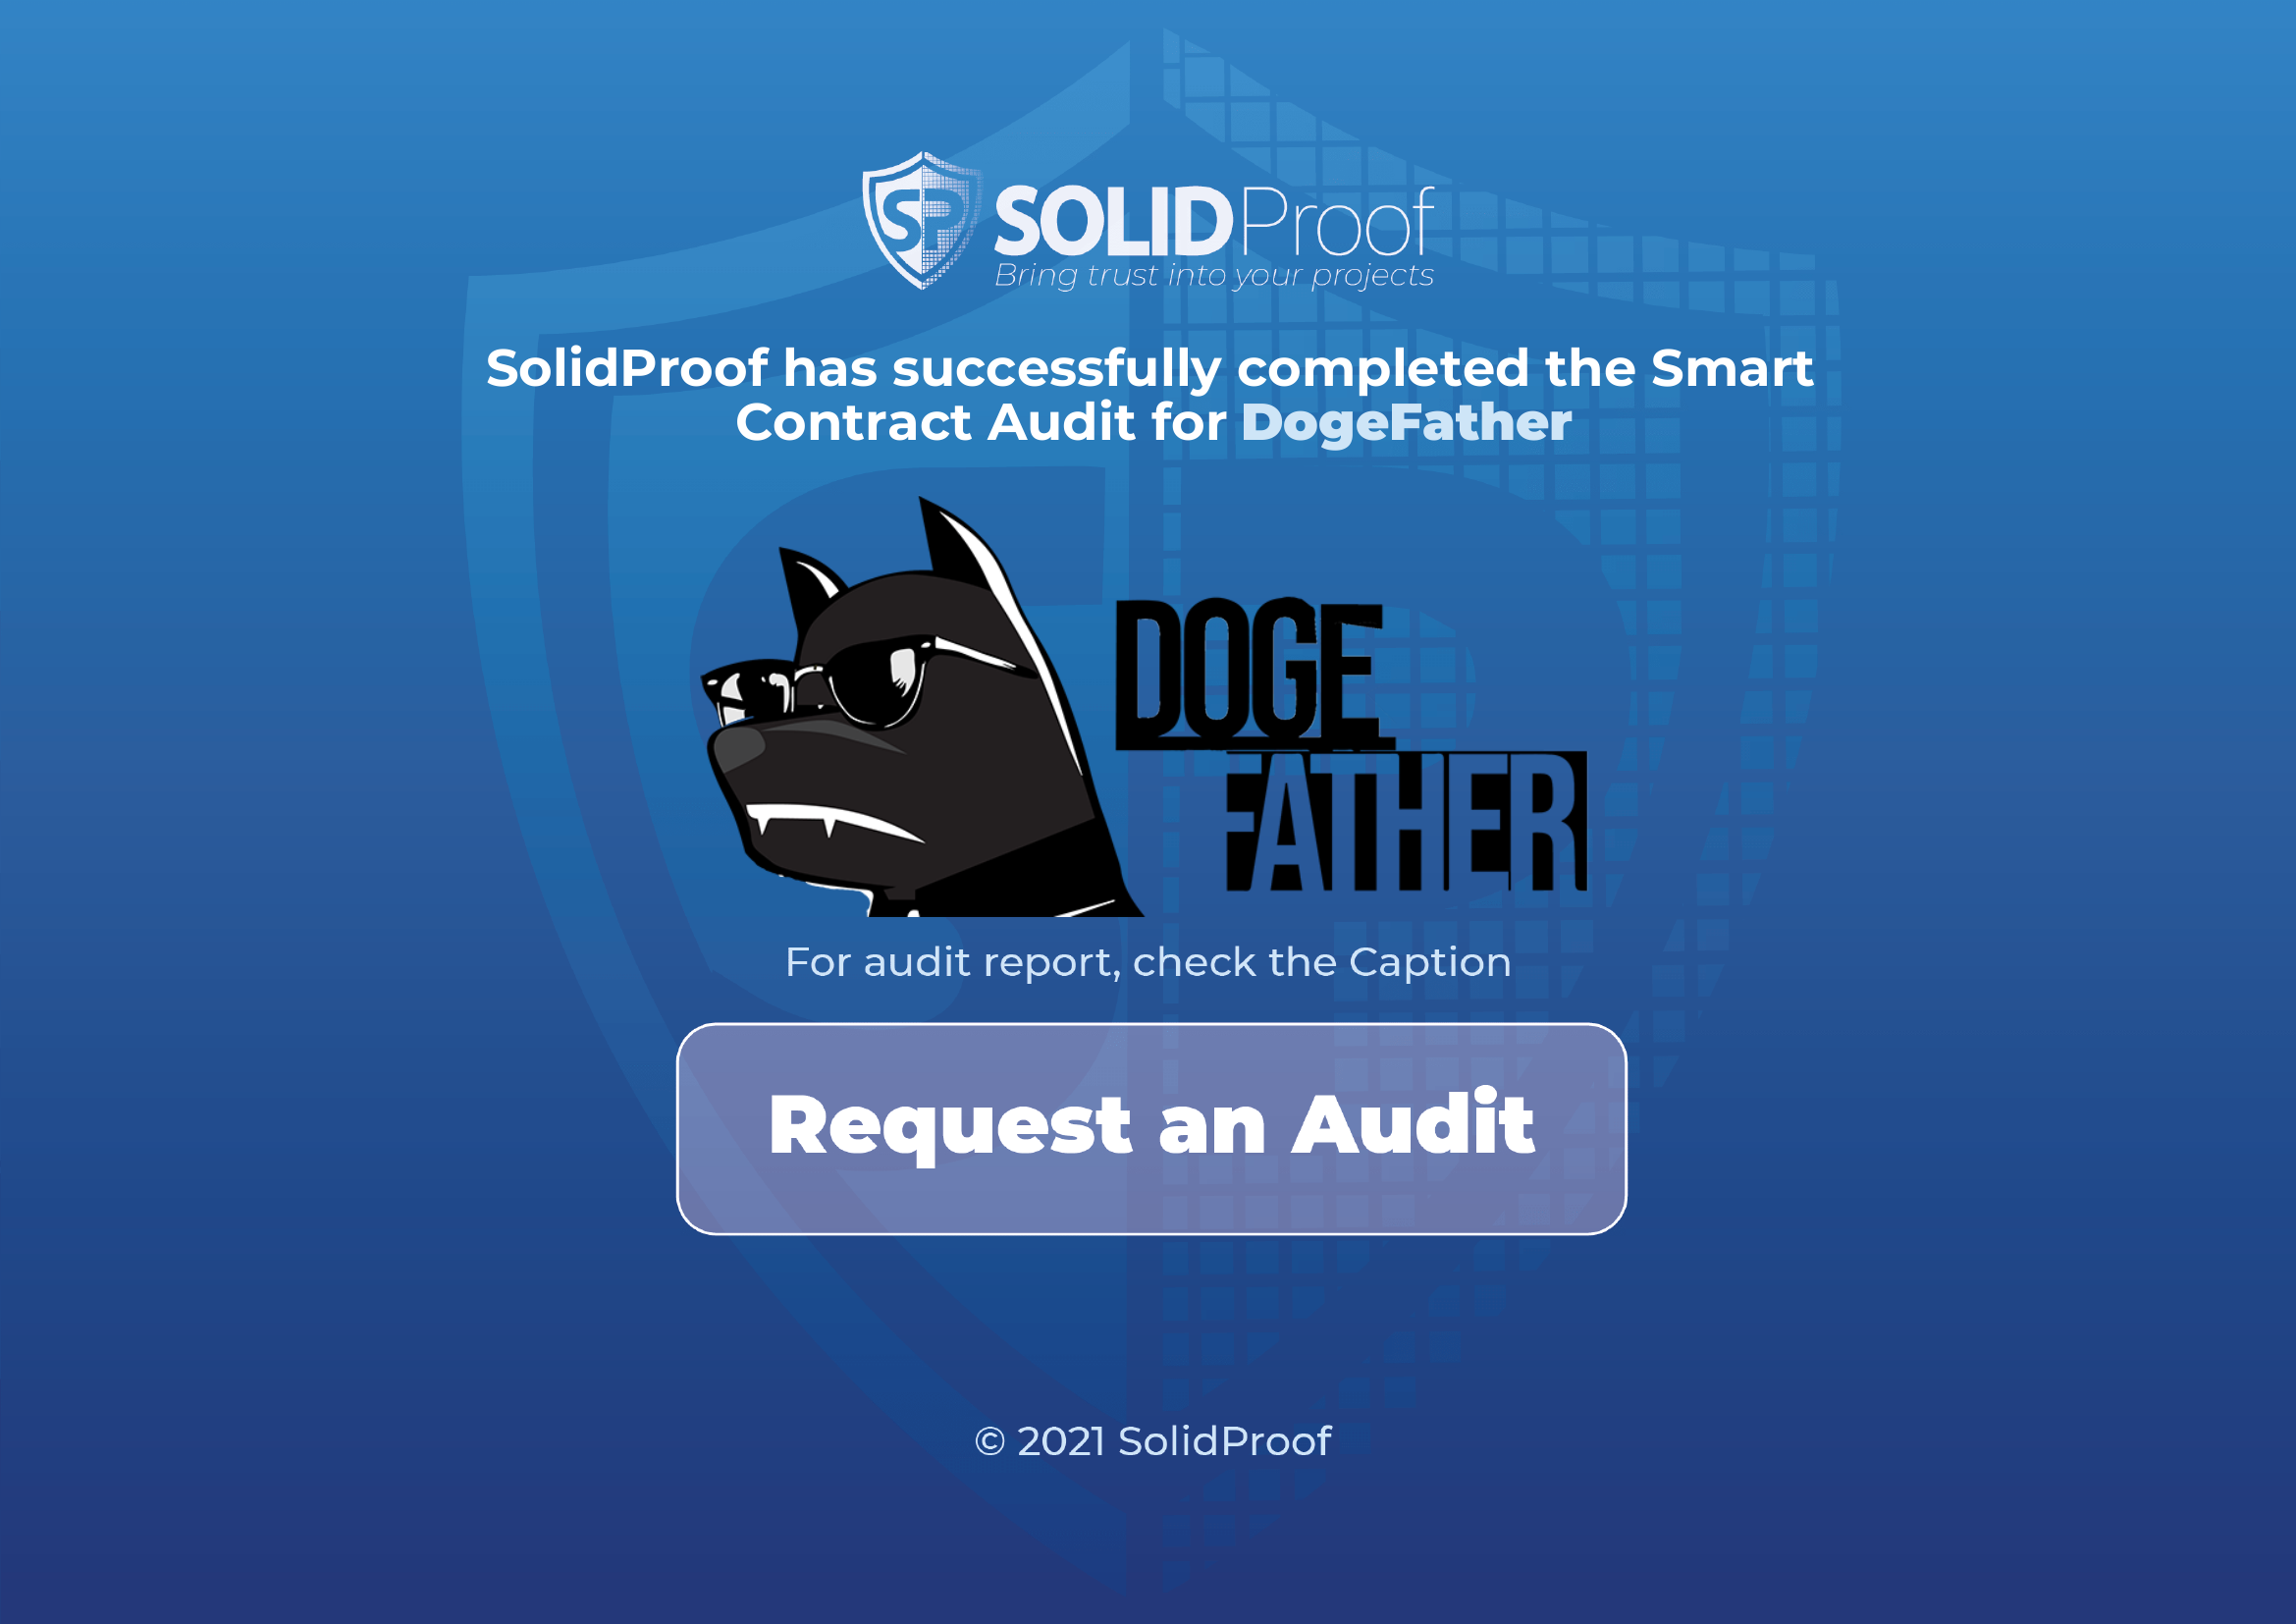 SP SOLIDProof
Bring trust into your projects
SolidProof has successfully completed the Smart
Contract Audit for DogeFather
DOGE
FATHER
For audit report, check the Caption
Request an Audit
© 2021 SolidProof